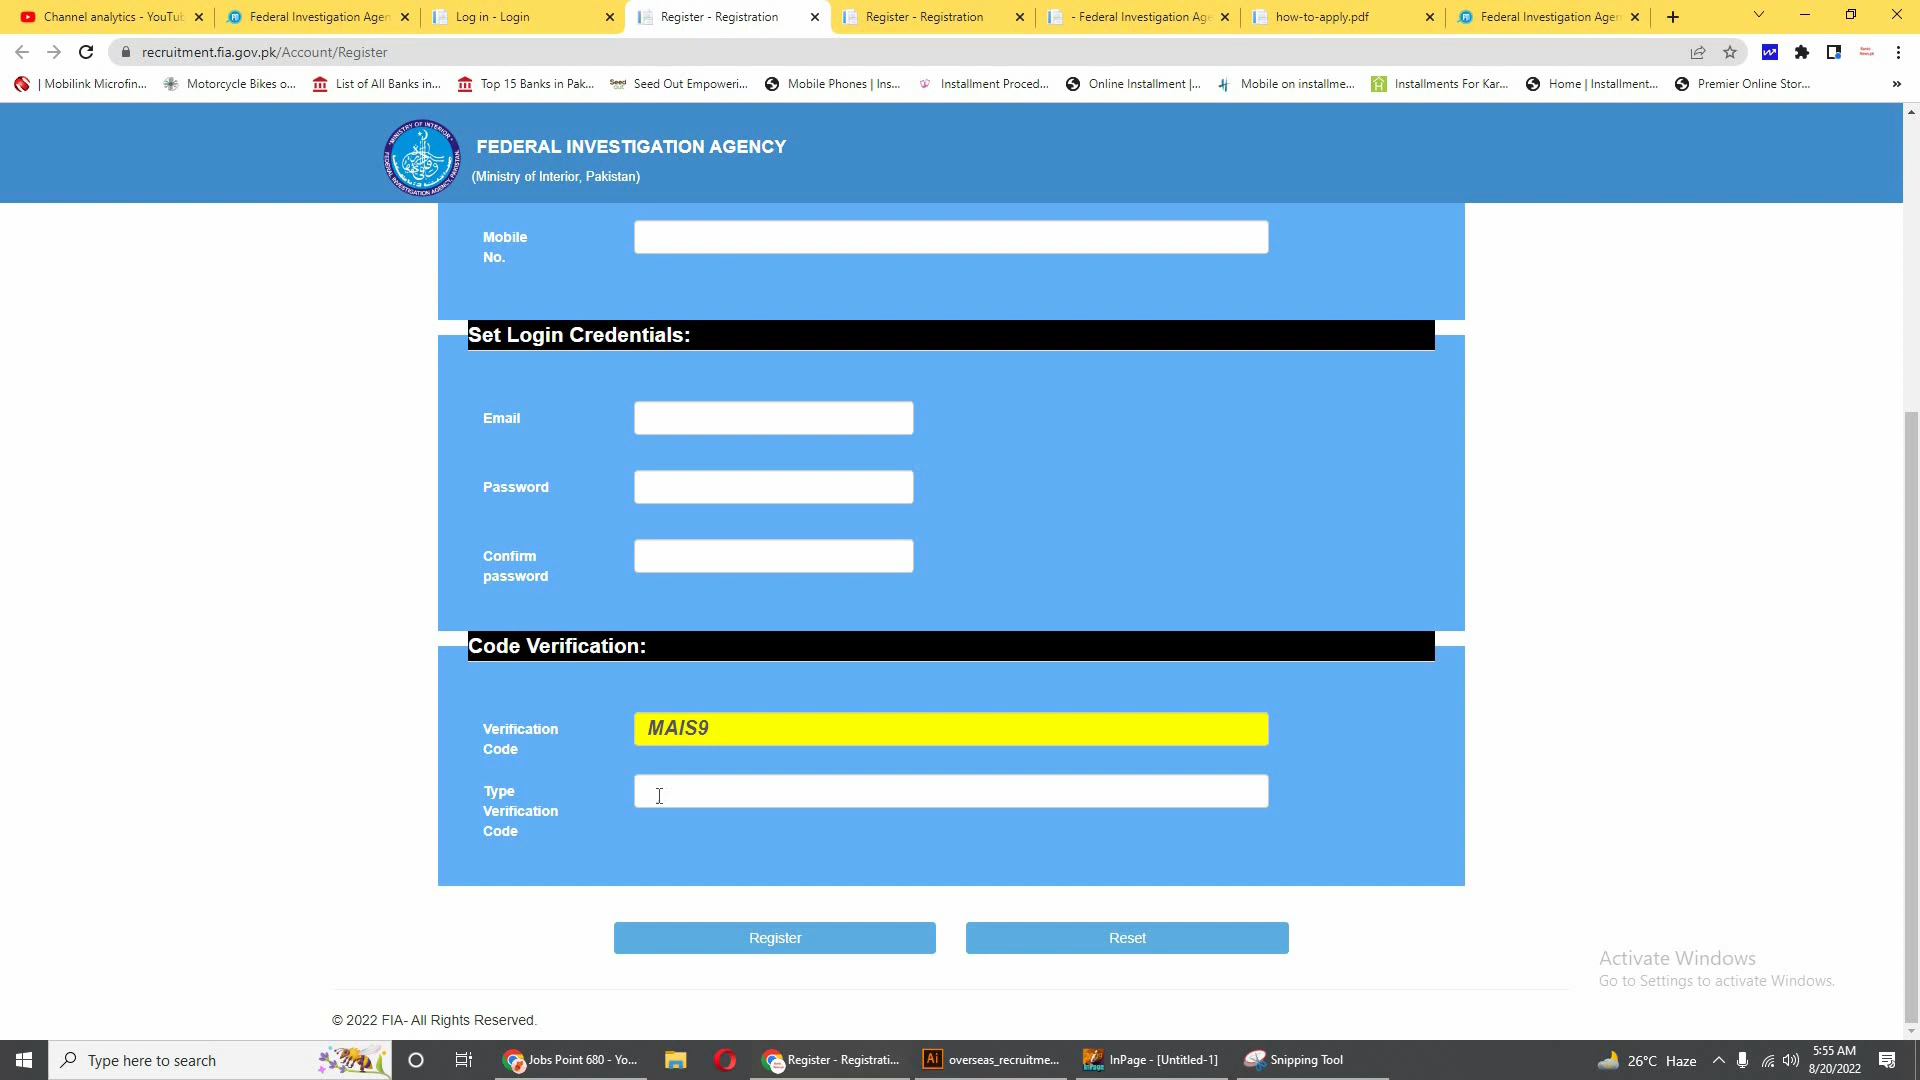 Channel analytics - YouTu
Federal Investigation Agen
Log in - Login
Register - Registration
Register - Registration
- Federal Investigation Age
how-to-apply.pdf
Federal Investigation Agen
recruitment.fia.gov.pk/Account/Register
| Mobilink Microfin...
Motorcycle Bikes o...
List of All Banks in...
Top 15 Banks in Pak...
Seed Out Empoweri...
Mobile Phones | Ins...
Installment Proced...
Online Installment |...
Mobile on installme...
Installments For Kar...
Home | Installment...
Premier Online Stor...
»
FEDERAL INVESTIGATION AGENCY
(Ministry of Interior, Pakistan)
Mobile
No.
Set Login Credentials:
Email
Password
Confirm
password
Code Verification:
Verification
Code
MAIS9
Type
Verification
Code
Register
Reset
Activate Windows
Go to Settings to activate Windows.
© 2022 FIA- All Rights Reserved.
Type here to search
Jobs Point 680 - Yo...
Register - Registrati...
Ai
overseas_recruitme...
InPage - [Untitled-1]
Snipping Tool
26°C Haze
5:55 AM
8/20/2022